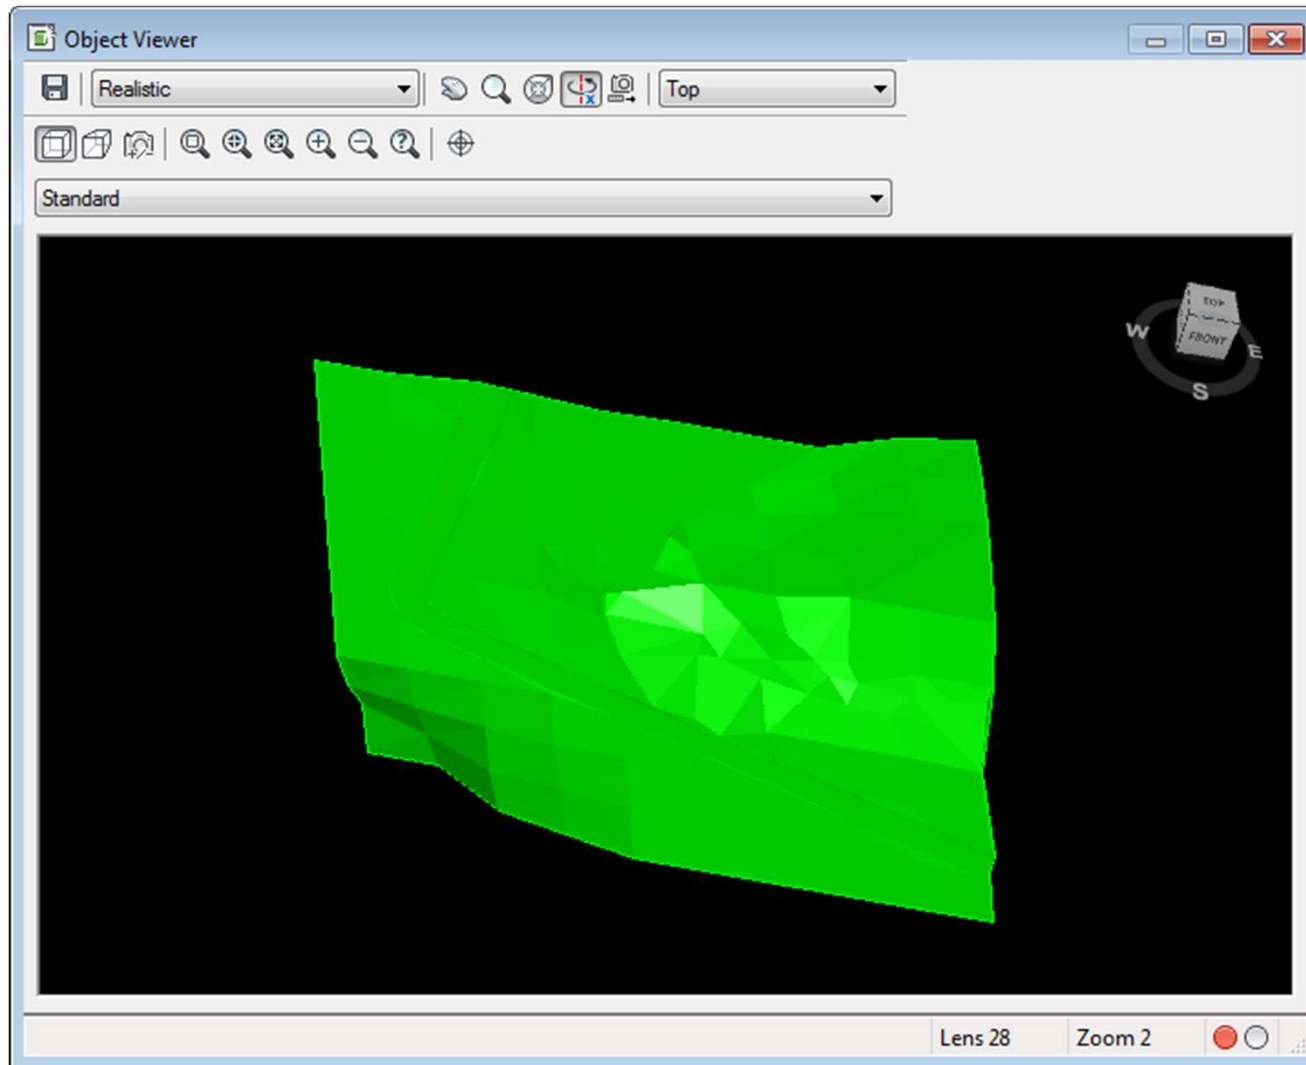 Object Viewer
Realistic
Top
Standard
TOP
W
FRONT
E
S
Lens 28
Zoom 2